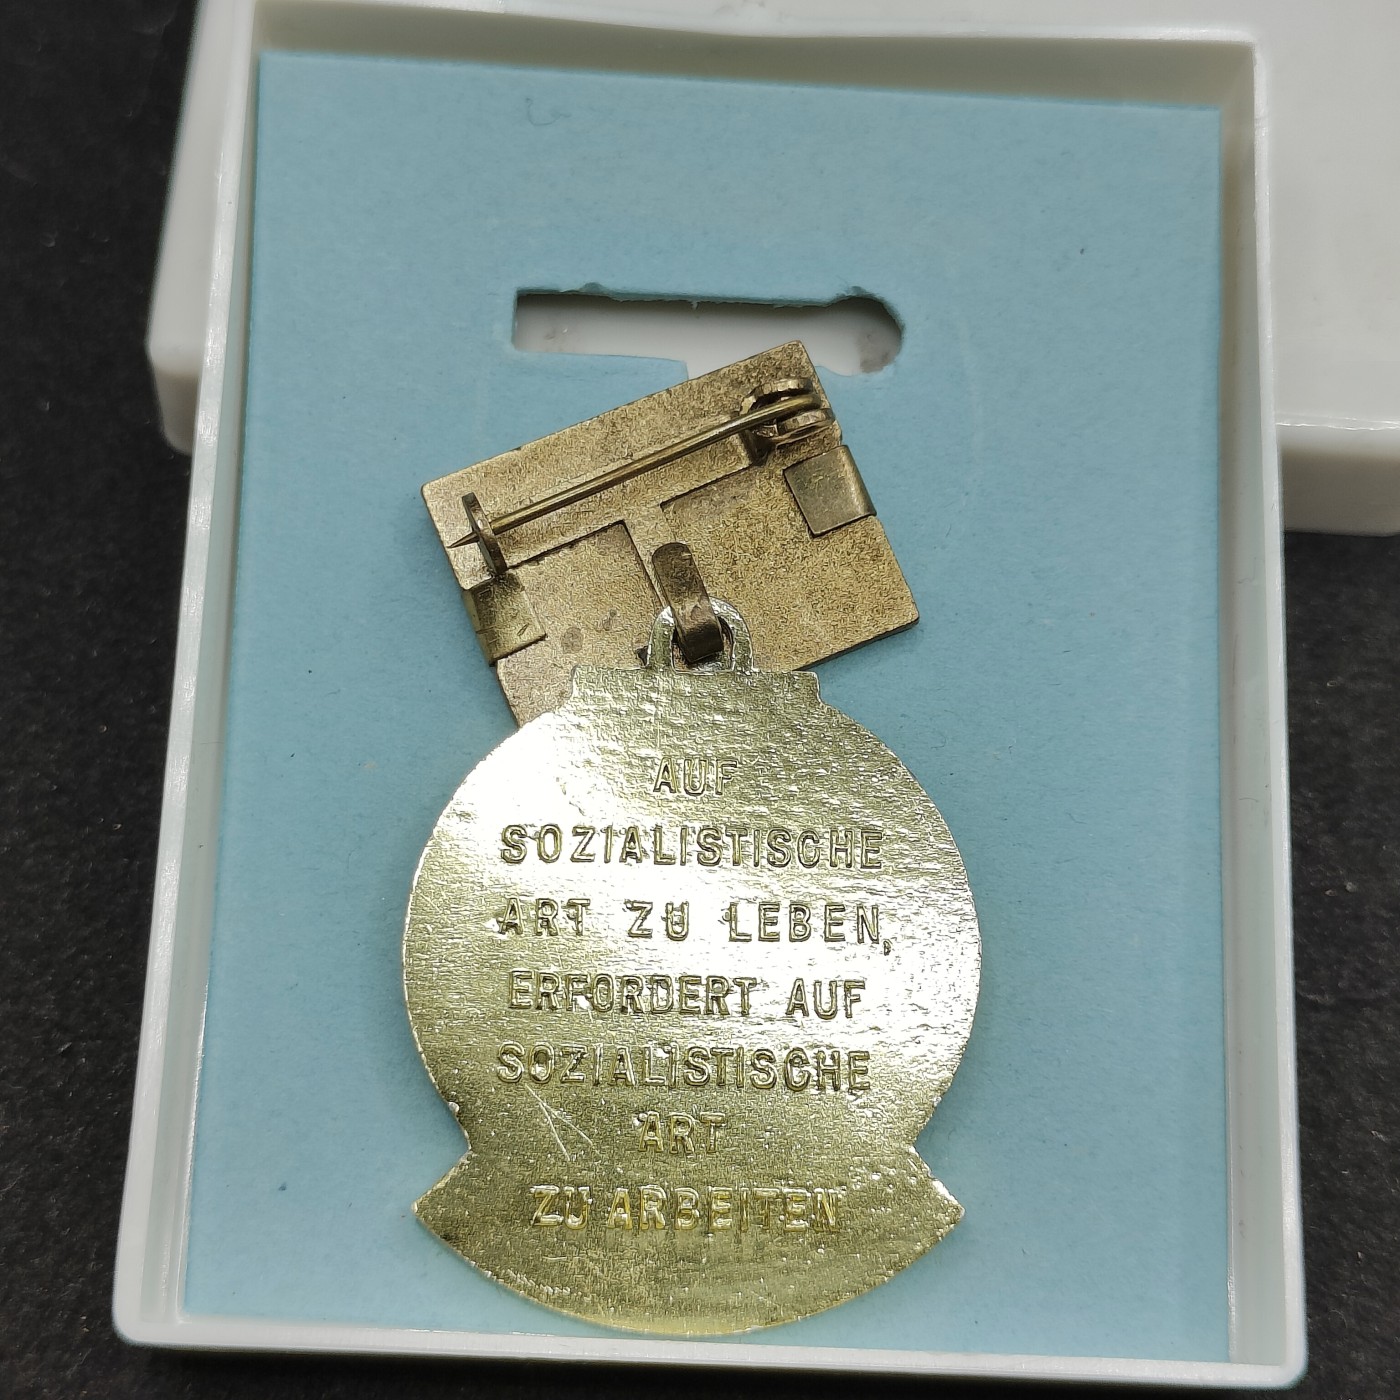 AUF
SOZIALISTISCHE
ART ZU LEBEN,
ERFORDERT AUF
SOZIALISTISCHE
ART
ZU ARBEITEN